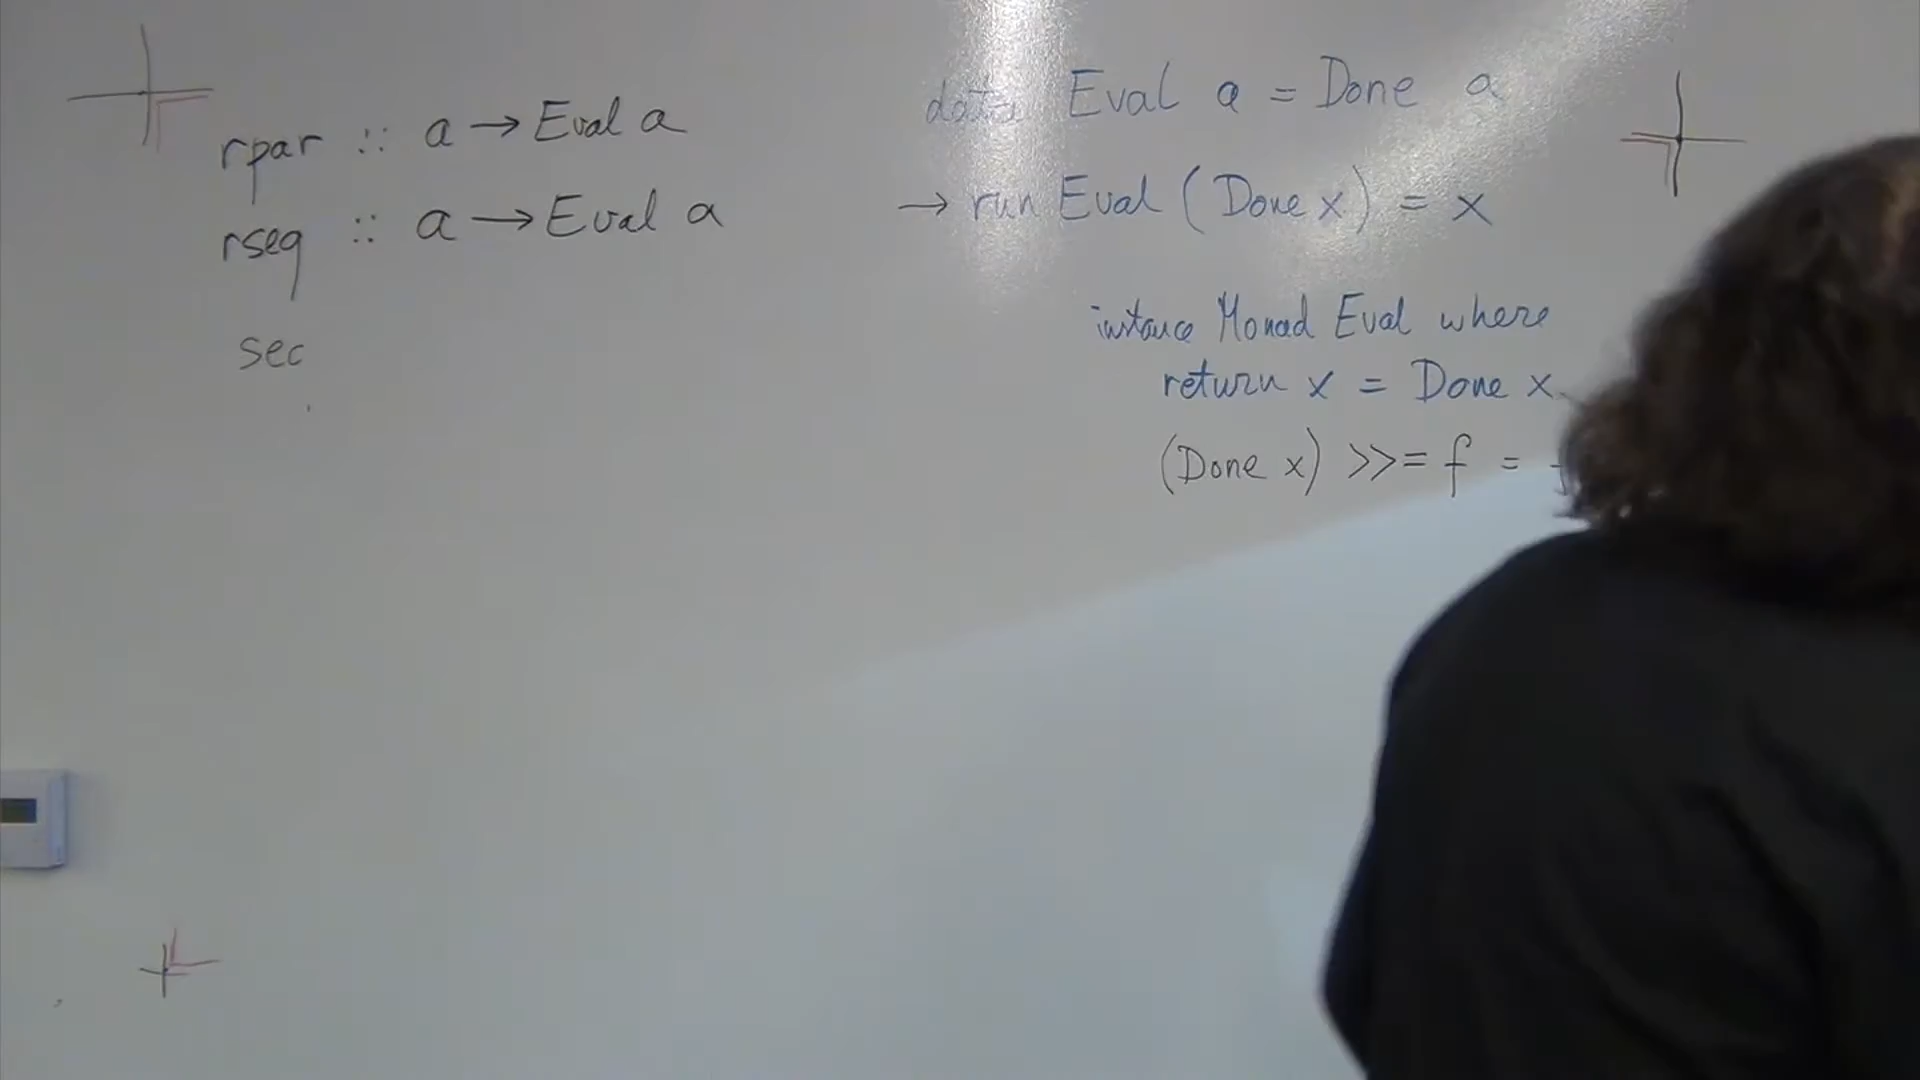 rpar :: a → Eval a
rseq :: a → Eval a
sec
data Eval a = Done a
→ run Eval (Done x) = x
instance Monad Eval where
return x = Done x
(Done x) >>= f =